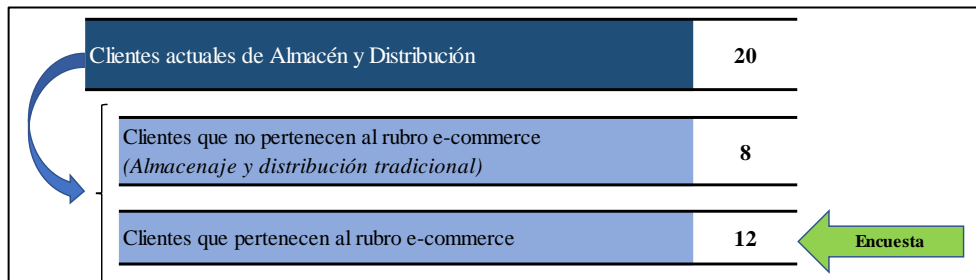 Clientes actuales de Almacén y Distribución 20
Clientes que no pertenecen al rubro e-commerce
(Almacenaje y distribución tradicional) 8
Clientes que pertenecen al rubro e-commerce 12 Encuesta